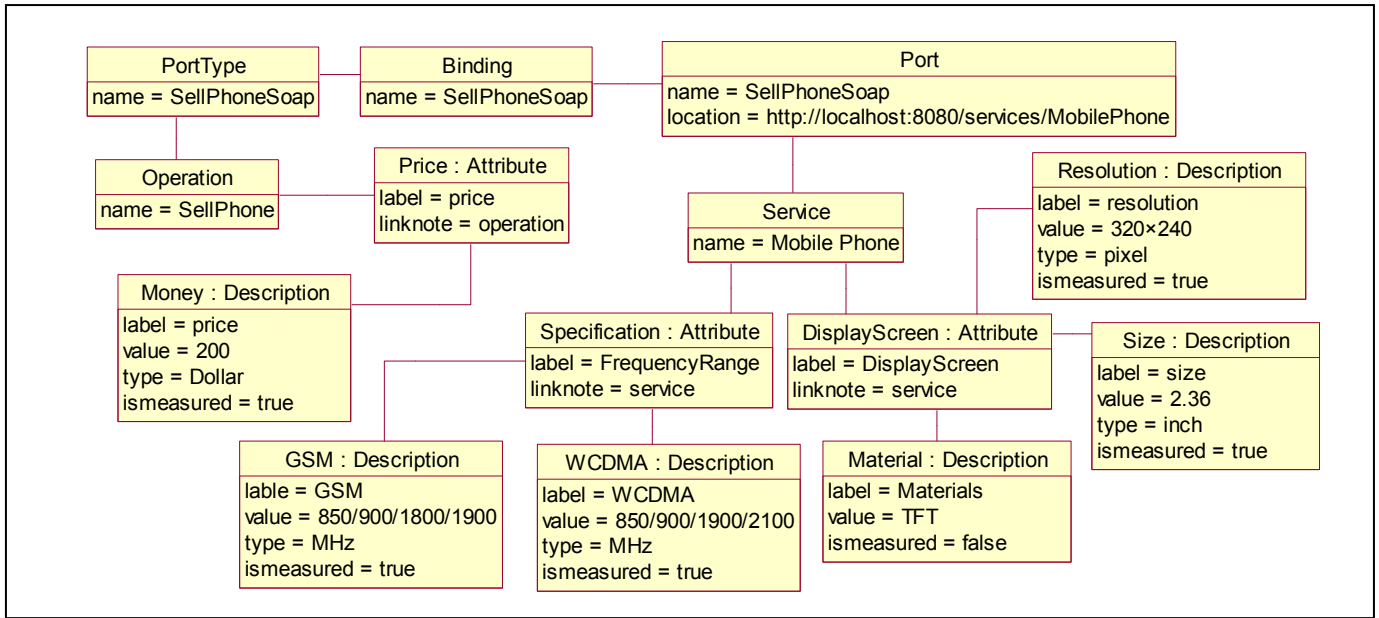 PortType
name = SellPhoneSoap
Binding
name = SellPhoneSoap
Port
name = SellPhoneSoap
location = http://localhost:8080/services/MobilePhone
Operation
name = SellPhone
Price : Attribute
label = price
linknote = operation
Service
name = Mobile Phone
Resolution : Description
label = resolution
value = 320×240
type = pixel
ismeasured = true
Money : Description
label = price
value = 200
type = Dollar
ismeasured = true
Specification : Attribute
label = FrequencyRange
linknote = service
DisplayScreen : Attribute
label = DisplayScreen
linknote = service
Size : Description
label = size
value = 2.36
type = inch
ismeasured = true
GSM : Description
lable = GSM
value = 850/900/1800/1900
type = MHz
ismeasured = true
WCDMA : Description
label = WCDMA
value = 850/900/1900/2100
type = MHz
ismeasured = true
Material : Description
label = Materials
value = TFT
ismeasured = false